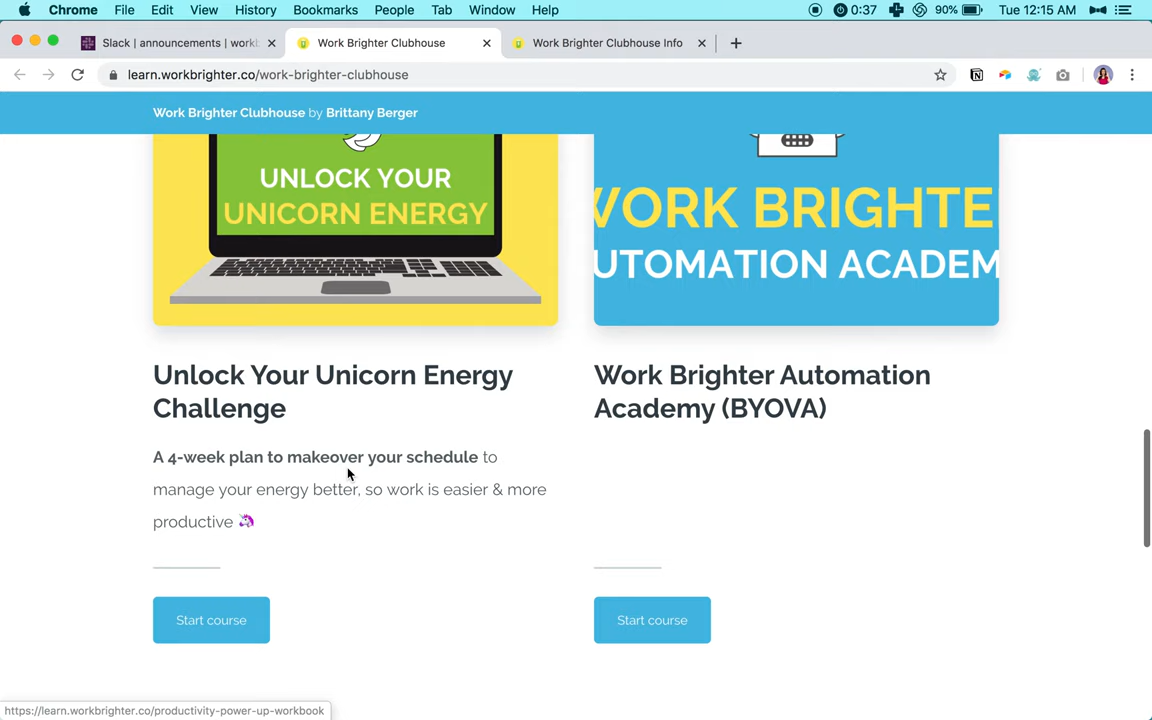 Chrome File Edit View History Bookmarks People Tab Window Help 0:37 90% Tue 12:15 AM
Slack | announcements | work
Work Brighter Clubhouse
Work Brighter Clubhouse Info
learn.workbrighter.co/work-brighter-clubhouse
Work Brighter Clubhouse by Brittany Berger
UNLOCK YOUR
UNICORN ENERGY
WORK BRIGHTE
UTOMATION ACADEM
Unlock Your Unicorn Energy
Challenge
A 4-week plan to makeover your schedule to
manage your energy better, so work is easier & more
productive 🦄
Start course
Work Brighter Automation
Academy (BYOVA)
Start course
https://learn.workbrighter.co/productivity-power-up-workbook